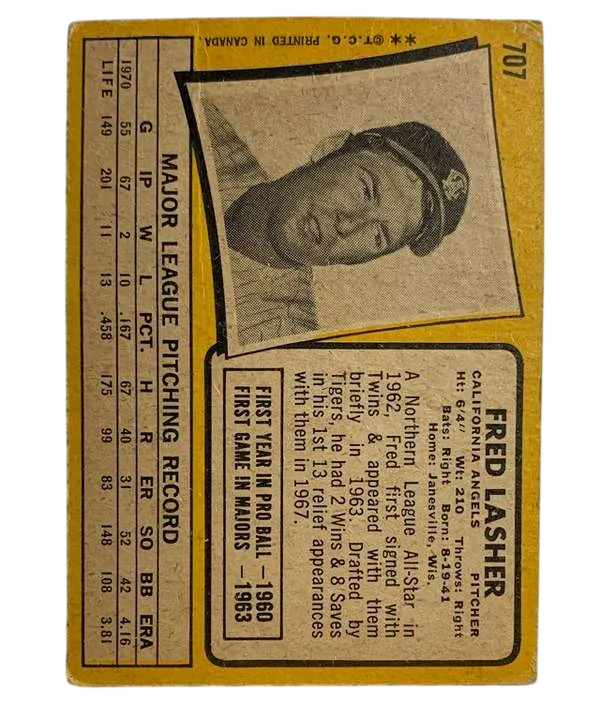 707
**©T.C.G. PRINTED IN CANADA
FRED LASHER
CALIFORNIA ANGELS PITCHER
Ht: 6'4" Wt: 210 Throws: Right
Bats: Right Born: 8-19-41
Home: Janesville, Wis.
A Northern League All-Star in
1962, Fred first signed with
Twins & appeared with them
briefly in 1963. Drafted by
Tigers, he had 2 Wins & 8 Saves
in his 1st 13 relief appearances
with them in 1967.
FIRST YEAR IN PRO BALL – 1960
FIRST GAME IN MAJORS – 1963
MAJOR LEAGUE PITCHING RECORD
G IP W L PCT. H R ER SO BB ERA
1970 55 67 2 10 .167 67 40 31 52 42 4.16
LIFE 149 201 11 13 .458 175 99 83 148 108 3.81